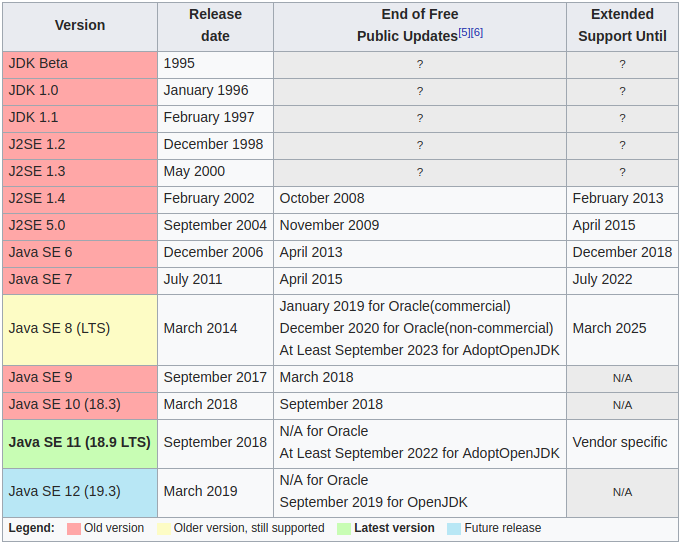 Version Release date End of Free Public Updates[5][6] Extended Support Until
JDK Beta 1995 ? ?
JDK 1.0 January 1996 ? ?
JDK 1.1 February 1997 ? ?
J2SE 1.2 December 1998 ? ?
J2SE 1.3 May 2000 ? ?
J2SE 1.4 February 2002 October 2008 February 2013
J2SE 5.0 September 2004 November 2009 April 2015
Java SE 6 December 2006 April 2013 December 2018
Java SE 7 July 2011 April 2015 July 2022
Java SE 8 (LTS) March 2014 January 2019 for Oracle(commercial)
December 2020 for Oracle(non-commercial)
At Least September 2023 for AdoptOpenJDK March 2025
Java SE 9 September 2017 March 2018 N/A
Java SE 10 (18.3) March 2018 September 2018 N/A
Java SE 11 (18.9 LTS) September 2018 N/A for Oracle
At Least September 2022 for AdoptOpenJDK Vendor specific
Java SE 12 (19.3) March 2019 N/A for Oracle
September 2019 for OpenJDK N/A
Legend: Old version Older version, still supported Latest version Future release